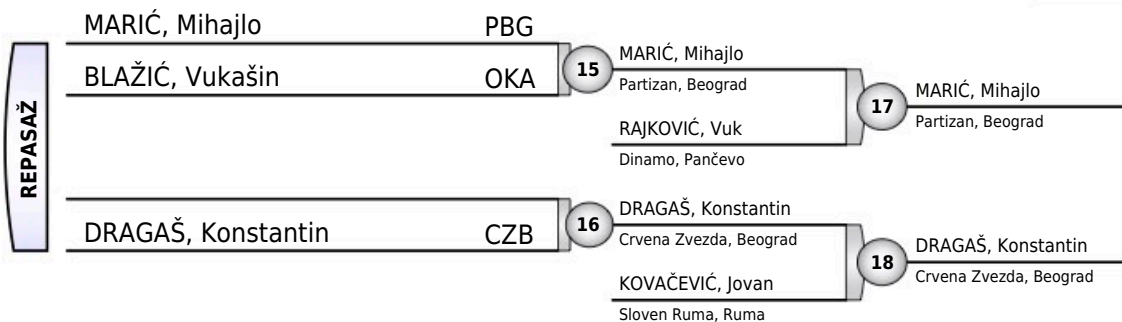 REPASAŽ
MARIĆ, Mihajlo PBG
BLAŽIĆ, Vukašin OKA
15
MARIĆ, Mihajlo
Partizan, Beograd
RAJKOVIĆ, Vuk
Dinamo, Pančevo
17
MARIĆ, Mihajlo
Partizan, Beograd
DRAGAŠ, Konstantin CZB
16
DRAGAŠ, Konstantin
Crvena Zvezda, Beograd
KOVAČEVIĆ, Jovan
Sloven Ruma, Ruma
18
DRAGAŠ, Konstantin
Crvena Zvezda, Beograd